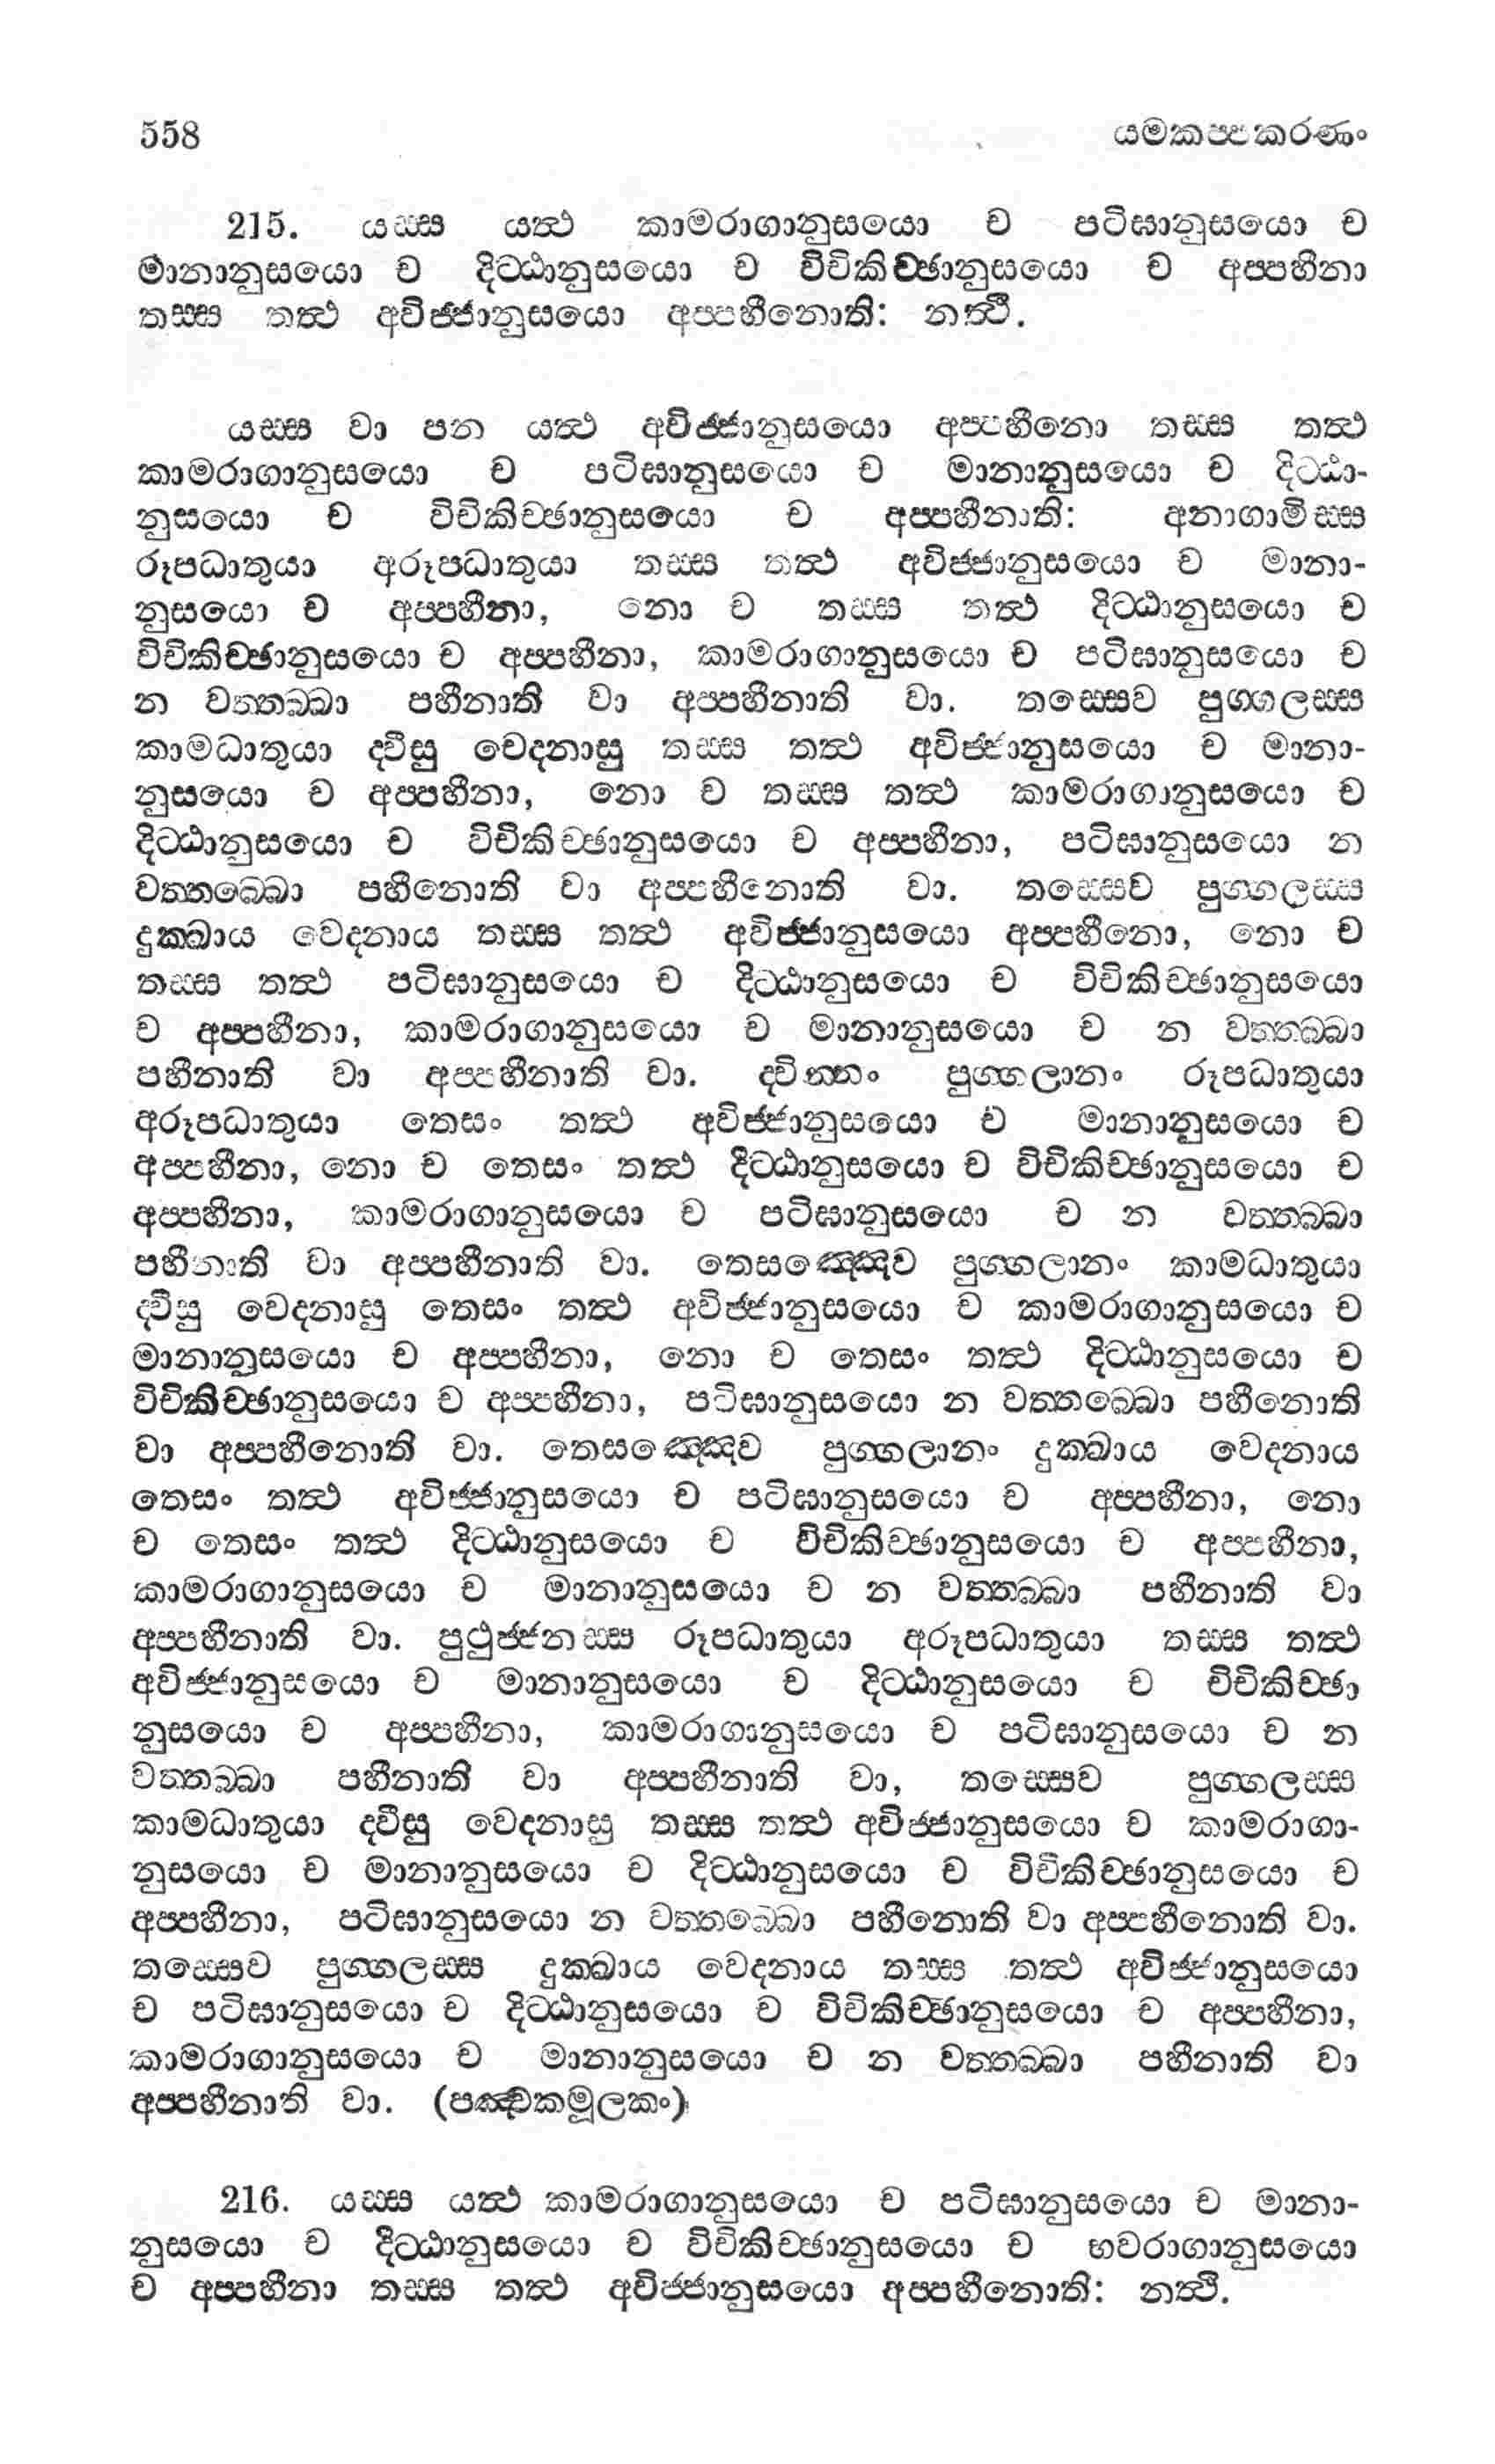 558 යමකප්පකරණං
215. යස්ස යත්ථ කාමරාගානුසයො ච පටිඝානුසයො ච
මානානුසයො ච දිට්ඨානුසයො ච විචිකිච්ඡානුසයො ච අප්පහීනා
තස්ස තත්ථ අවිජ්ජානුසයො අප්පහීනොති: නත්ථි.
යස්ස වා පන යත්ථ අවිජ්ජානුසයො අප්පහීනො තස්ස තත්ථ
කාමරාගානුසයො ච පටිඝානුසයො ච මානානුසයො ච දිට්ඨා-
නුසයො ච විචිකිච්ඡානුසයො ච අප්පහීනාති: අනාගාමිස්ස
රූපධාතුයා අරූපධාතුයා තස්ස තත්ථ අවිජ්ජානුසයො ච මානා-
නුසයො ච අප්පහීනා, නො ච තස්ස තත්ථ දිට්ඨානුසයො ච
විචිකිච්ඡානුසයො ච අප්පහීනා, කාමරාගානුසයො ච පටිඝානුසයො ච
න වත්තබ්බා පහීනාති වා අප්පහීනාති වා. තස්සෙව පුග්ගලස්ස
කාමධාතුයා ද්වීසු වෙදනාසු තස්ස තත්ථ අවිජ්ජානුසයො ච මානා-
නුසයො ච අප්පහීනා, නො ච තස්ස තත්ථ කාමරාගානුසයො ච
දිට්ඨානුසයො ච විචිකිච්ඡානුසයො ච අප්පහීනා, පටිඝානුසයො න
වත්තබ්බො පහීනොති වා අප්පහීනොති වා. තස්සෙව පුග්ගලස්ස
දුක්ඛාය වෙදනාය තස්ස තත්ථ අවිජ්ජානුසයො අප්පහීනො, නො ච
තස්ස තත්ථ පටිඝානුසයො ච දිට්ඨානුසයො ච විචිකිච්ඡානුසයො
ච අප්පහීනා, කාමරාගානුසයො ච මානානුසයො ච න වත්තබ්බා
පහීනාති වා අප්පහීනාති වා. ද්වින්නං පුග්ගලානං රූපධාතුයා
අරූපධාතුයා තෙසං තත්ථ අවිජ්ජානුසයො ච මානානුසයො ච
අප්පහීනා, නො ච තෙසං තත්ථ දිට්ඨානුසයො ච විචිකිච්ඡානුසයො ච
අප්පහීනා, කාමරාගානුසයො ච පටිඝානුසයො ච න වත්තබ්බා
පහීනාති වා අප්පහීනාති වා. තෙසඤ්ඤෙව පුග්ගලානං කාමධාතුයා
ද්වීසු වෙදනාසු තෙසං තත්ථ අවිජ්ජානුසයො ච කාමරාගානුසයො ච
මානානුසයො ච අප්පහීනා, නො ච තෙසං තත්ථ දිට්ඨානුසයො ච
විචිකිච්ඡානුසයො ච අප්පහීනා, පටිඝානුසයො න වත්තබ්බො පහීනොති
වා අප්පහීනොති වා. තෙසඤ්ඤෙව පුග්ගලානං දුක්ඛාය වෙදනාය
තෙසං තත්ථ අවිජ්ජානුසයො ච පටිඝානුසයො ච අප්පහීනා, නො
ච තෙසං තත්ථ දිට්ඨානුසයො ච විචිකිච්ඡානුසයො ච අප්පහීනා,
කාමරාගානුසයො ච මානානුසයො ච න වත්තබ්බා පහීනාති වා
අප්පහීනාති වා. පුථුජ්ජනස්ස රූපධාතුයා අරූපධාතුයා තස්ස තත්ථ
අවිජ්ජානුසයො ච මානානුසයො ච දිට්ඨානුසයො ච විචිකිච්ඡා
නුසයො ච අප්පහීනා, කාමරාගානුසයො ච පටිඝානුසයො ච න
වත්තබ්බා පහීනාති වා අප්පහීනාති වා, තස්සෙව පුග්ගලස්ස
කාමධාතුයා ද්වීසු වෙදනාසු තස්ස තත්ථ අවිජ්ජානුසයො ච කාමරාගා-
නුසයො ච මානානුසයො ච දිට්ඨානුසයො ච විචිකිච්ඡානුසයො ච
අප්පහීනා, පටිඝානුසයො න වත්තබ්බො පහීනොති වා අප්පහීනොති වා.
තස්සෙව පුග්ගලස්ස දුක්ඛාය වෙදනාය තස්ස තත්ථ අවිජ්ජානුසයො
ච පටිඝානුසයො ච දිට්ඨානුසයො ච විචිකිච්ඡානුසයො ච අප්පහීනා,
කාමරාගානුසයො ච මානානුසයො ච න වත්තබ්බා පහීනාති වා
අප්පහීනාති වා. (පඤ්චකමූලකං)
216. යස්ස යත්ථ කාමරාගානුසයො ච පටිඝානුසයො ච මානා-
නුසයො ච දිට්ඨානුසයො ච විචිකිච්ඡානුසයො ච භවරාගානුසයො
ච අප්පහීනා තස්ස තත්ථ අවිජ්ජානුසයො අප්පහීනොති: නත්ථි.